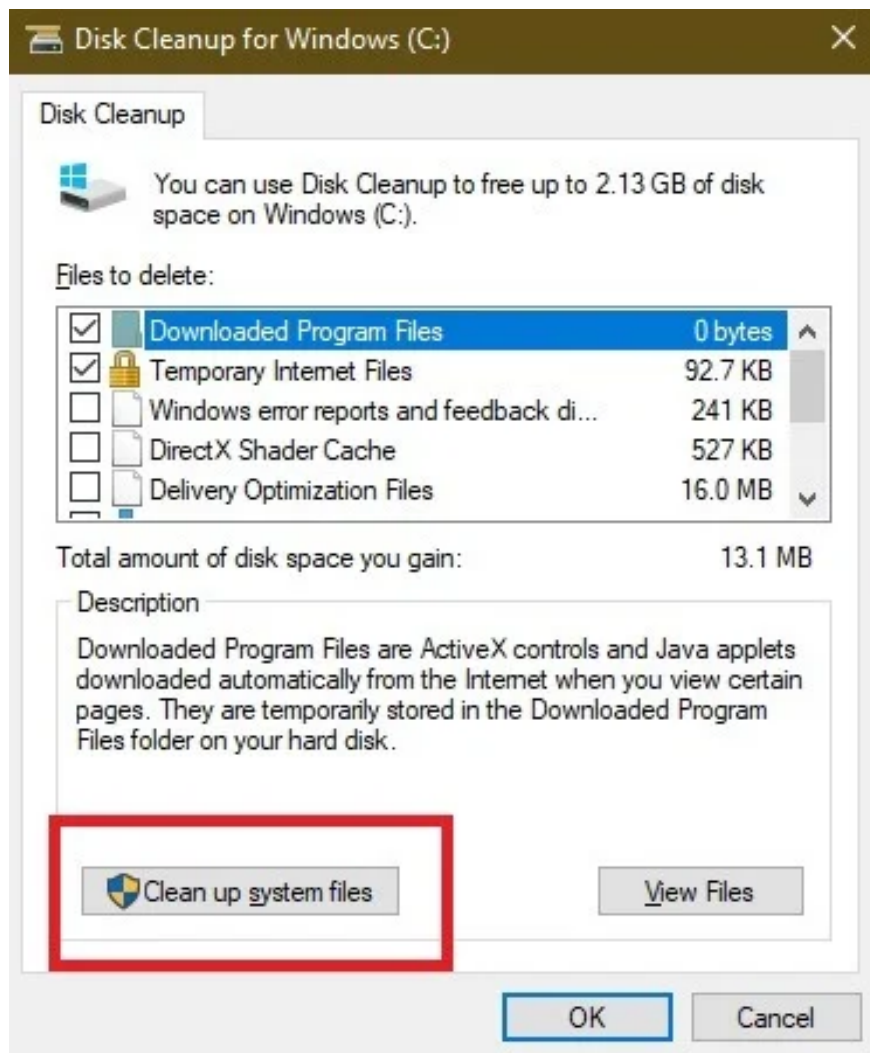 Disk Cleanup for Windows (C:)
Disk Cleanup
You can use Disk Cleanup to free up to 2.13 GB of disk
space on Windows (C:).
Files to delete:
Downloaded Program Files 0 bytes
Temporary Internet Files 92.7 KB
Windows error reports and feedback di... 241 KB
DirectX Shader Cache 527 KB
Delivery Optimization Files 16.0 MB
Total amount of disk space you gain: 13.1 MB
Description
Downloaded Program Files are ActiveX controls and Java applets
downloaded automatically from the Internet when you view certain
pages. They are temporarily stored in the Downloaded Program
Files folder on your hard disk.
Clean up system files View Files
OK Cancel